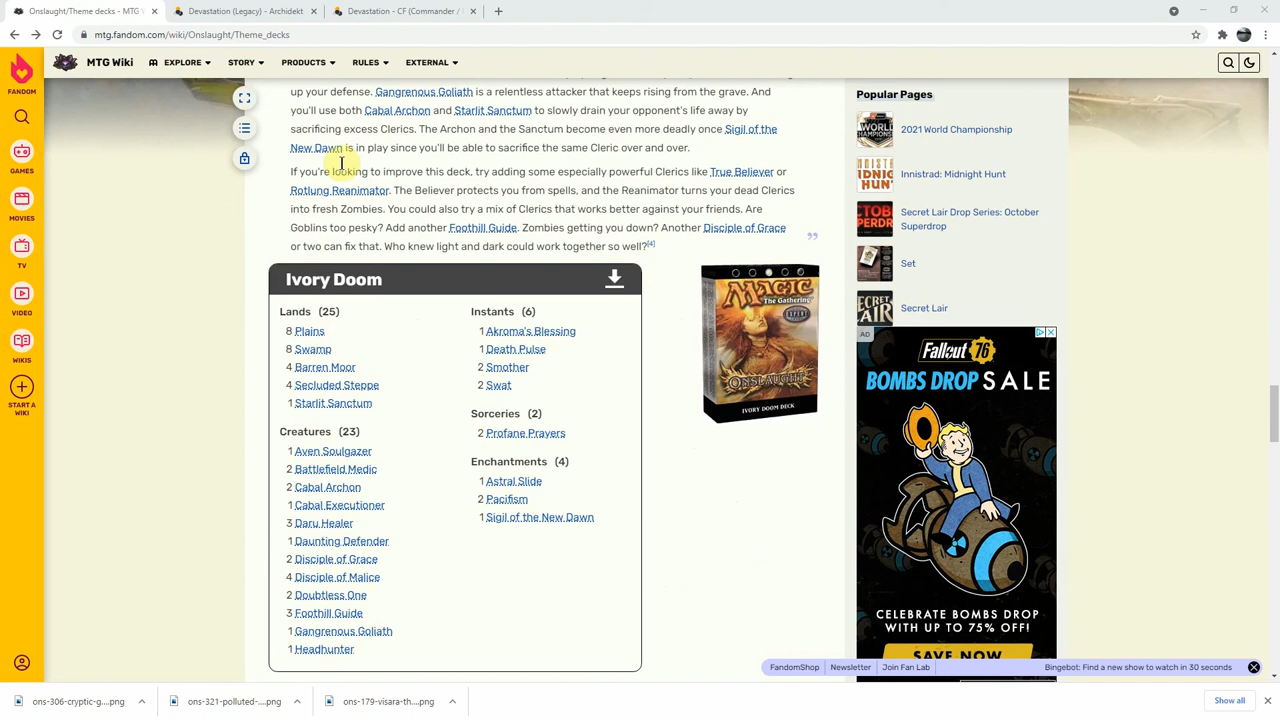 Onslaught/Theme decks - MTG W
Devastation (Legacy) - Archidekt
Devastation - CF (Commander /
mtg.fandom.com/wiki/Onslaught/Theme_decks
FANDOM
GAMES
MOVIES
TV
VIDEO
WIKIS
START A
WIKI
MTG Wiki
EXPLORE
STORY
PRODUCTS
RULES
EXTERNAL
up your defense. Gangrenous Goliath is a relentless attacker that keeps rising from the grave. And
you'll use both Cabal Archon and Starlit Sanctum to slowly drain your opponent's life away by
sacrificing excess Clerics. The Archon and the Sanctum become even more deadly once Sigil of the
New Dawn is in play since you'll be able to sacrifice the same Cleric over and over.
If you're looking to improve this deck, try adding some especially powerful Clerics like True Believer or
Rotlung Reanimator. The Believer protects you from spells, and the Reanimator turns your dead Clerics
into fresh Zombies. You could also try a mix of Clerics that works better against your friends. Are
Goblins too pesky? Add another Foothill Guide. Zombies getting you down? Another Disciple of Grace
or two can fix that. Who knew light and dark could work together so well?[4]
Ivory Doom
Lands (25)
8 Plains
8 Swamp
4 Barren Moor
4 Secluded Steppe
1 Starlit Sanctum
Creatures (23)
1 Aven Soulgazer
2 Battlefield Medic
2 Cabal Archon
1 Cabal Executioner
3 Daru Healer
1 Daunting Defender
2 Disciple of Grace
4 Disciple of Malice
2 Doubtless One
3 Foothill Guide
1 Gangrenous Goliath
1 Headhunter
Instants (6)
1 Akroma's Blessing
1 Death Pulse
2 Smother
2 Swat
Sorceries (2)
2 Profane Prayers
Enchantments (4)
1 Astral Slide
2 Pacifism
1 Sigil of the New Dawn
MAGIC
The Gathering
EXPERT
ONSLAUGHT
IVORY DOOM DECK
Popular Pages
2021 World Championship
Innistrad: Midnight Hunt
Secret Lair Drop Series: October
Superdrop
Set
Secret Lair
AD
Fallout 76
BOMBS DROP SALE
CELEBRATE BOMBS DROP
WITH UP TO 75% OFF!
SAVE NOW
FandomShop
Newsletter
Join Fan Lab
Bingebot: Find a new show to watch in 30 seconds
ons-306-cryptic-g....png
ons-321-polluted-....png
ons-179-visara-th....png
Show all